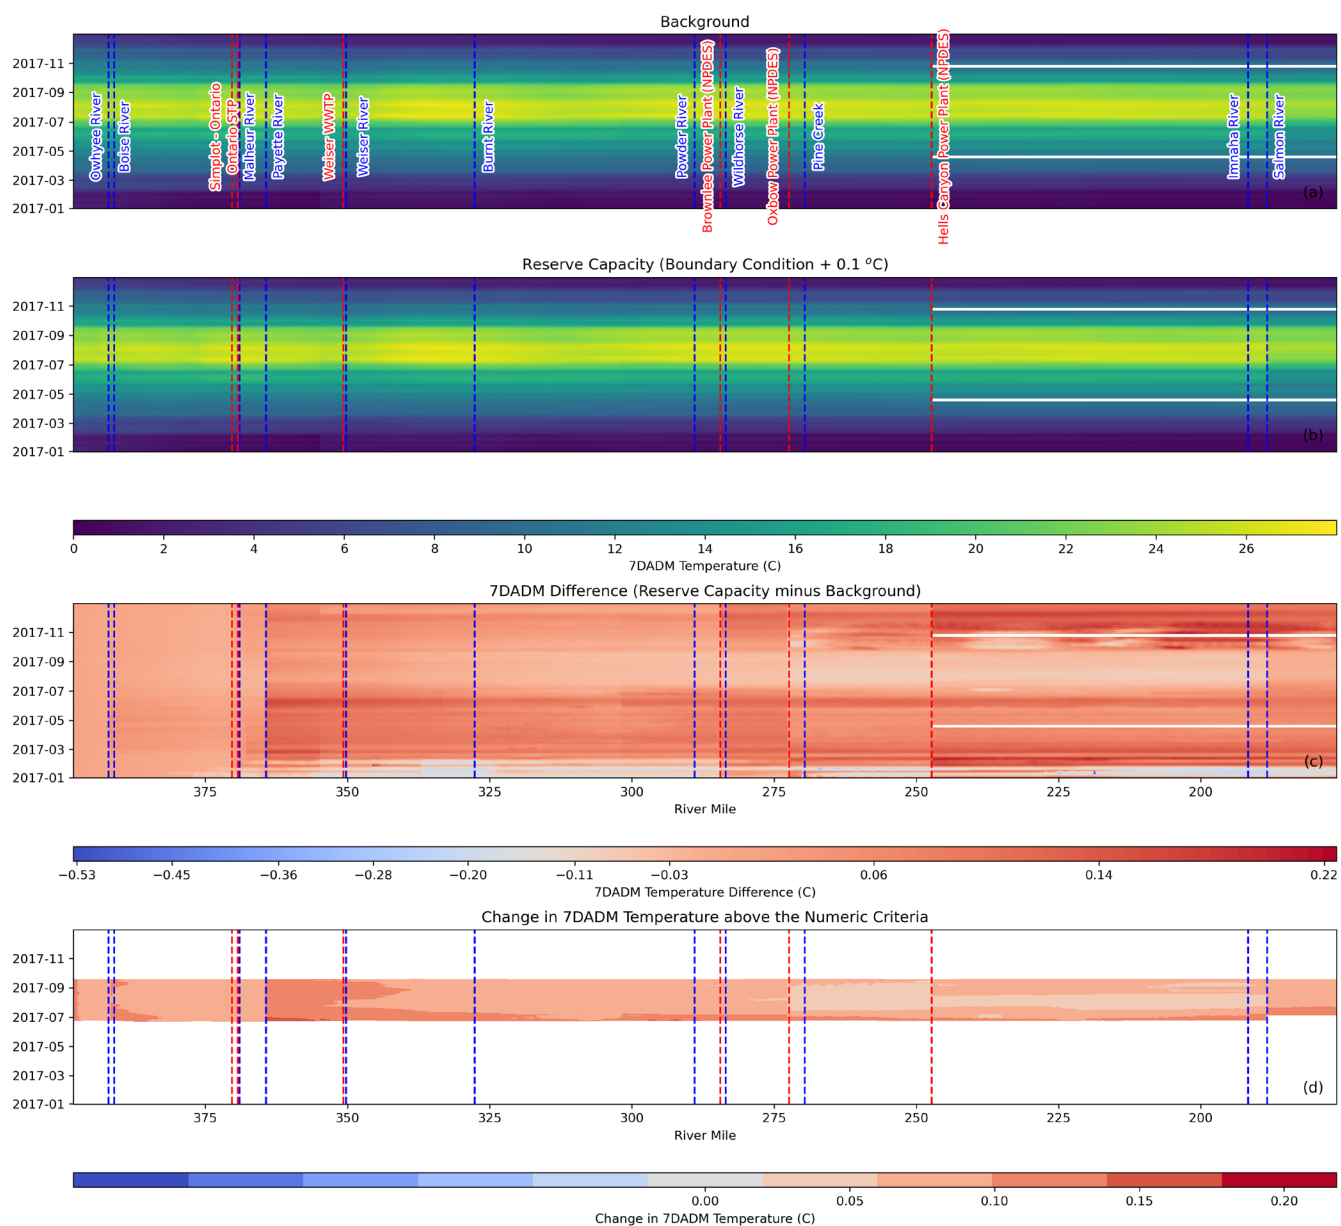 Background
2017-11
2017-09
2017-07
2017-05
2017-03
2017-01
Owhyee River
Boise River
Simplot - Ontario
Ontario STP
Malheur River
Payette River
Weiser WWTP
Weiser River
Burnt River
Powder River
Brownlee Power Plant (NPDES)
Wildhorse River
Oxbow Power Plant (NPDES)
Pine Creek
Hells Canyon Power Plant (NPDES)
Imnaha River
Salmon River
(a)
Reserve Capacity (Boundary Condition + 0.1 °C)
2017-11
2017-09
2017-07
2017-05
2017-03
2017-01
(b)
0 2 4 6 8 10 12 14 16 18 20 22 24 26
7DADM Temperature (C)
7DADM Difference (Reserve Capacity minus Background)
2017-11
2017-09
2017-07
2017-05
2017-03
2017-01
(c)
375 350 325 300 275 250 225 200
River Mile
−0.53 −0.45 −0.36 −0.28 −0.20 −0.11 −0.03 0.06 0.14 0.22
7DADM Temperature Difference (C)
Change in 7DADM Temperature above the Numeric Criteria
2017-11
2017-09
2017-07
2017-05
2017-03
2017-01
(d)
375 350 325 300 275 250 225 200
River Mile
0.00 0.05 0.10 0.15 0.20
Change in 7DADM Temperature (C)